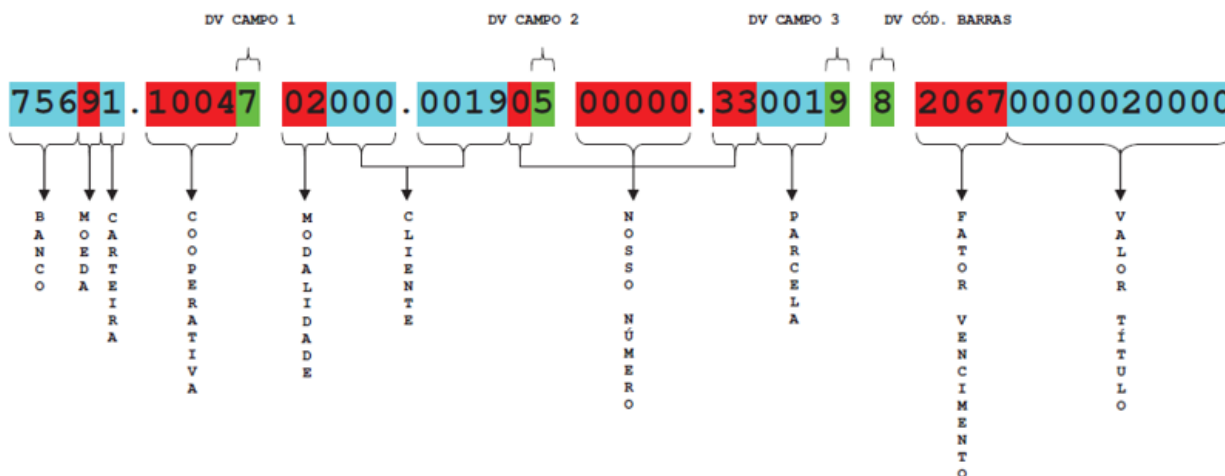 DV CAMPO 1 DV CAMPO 2 DV CAMPO 3 DV CÓD. BARRAS
75691.10047 02000.001905 00000.330019 8 20670000020000
BANCO
MOEDA
CARTEIRA
COOPERATIVA
MODALIDADE
CLIENTE
NOSSO NÚMERO
PARCELA
FATOR VENCIMENTO
VALOR TÍTULO